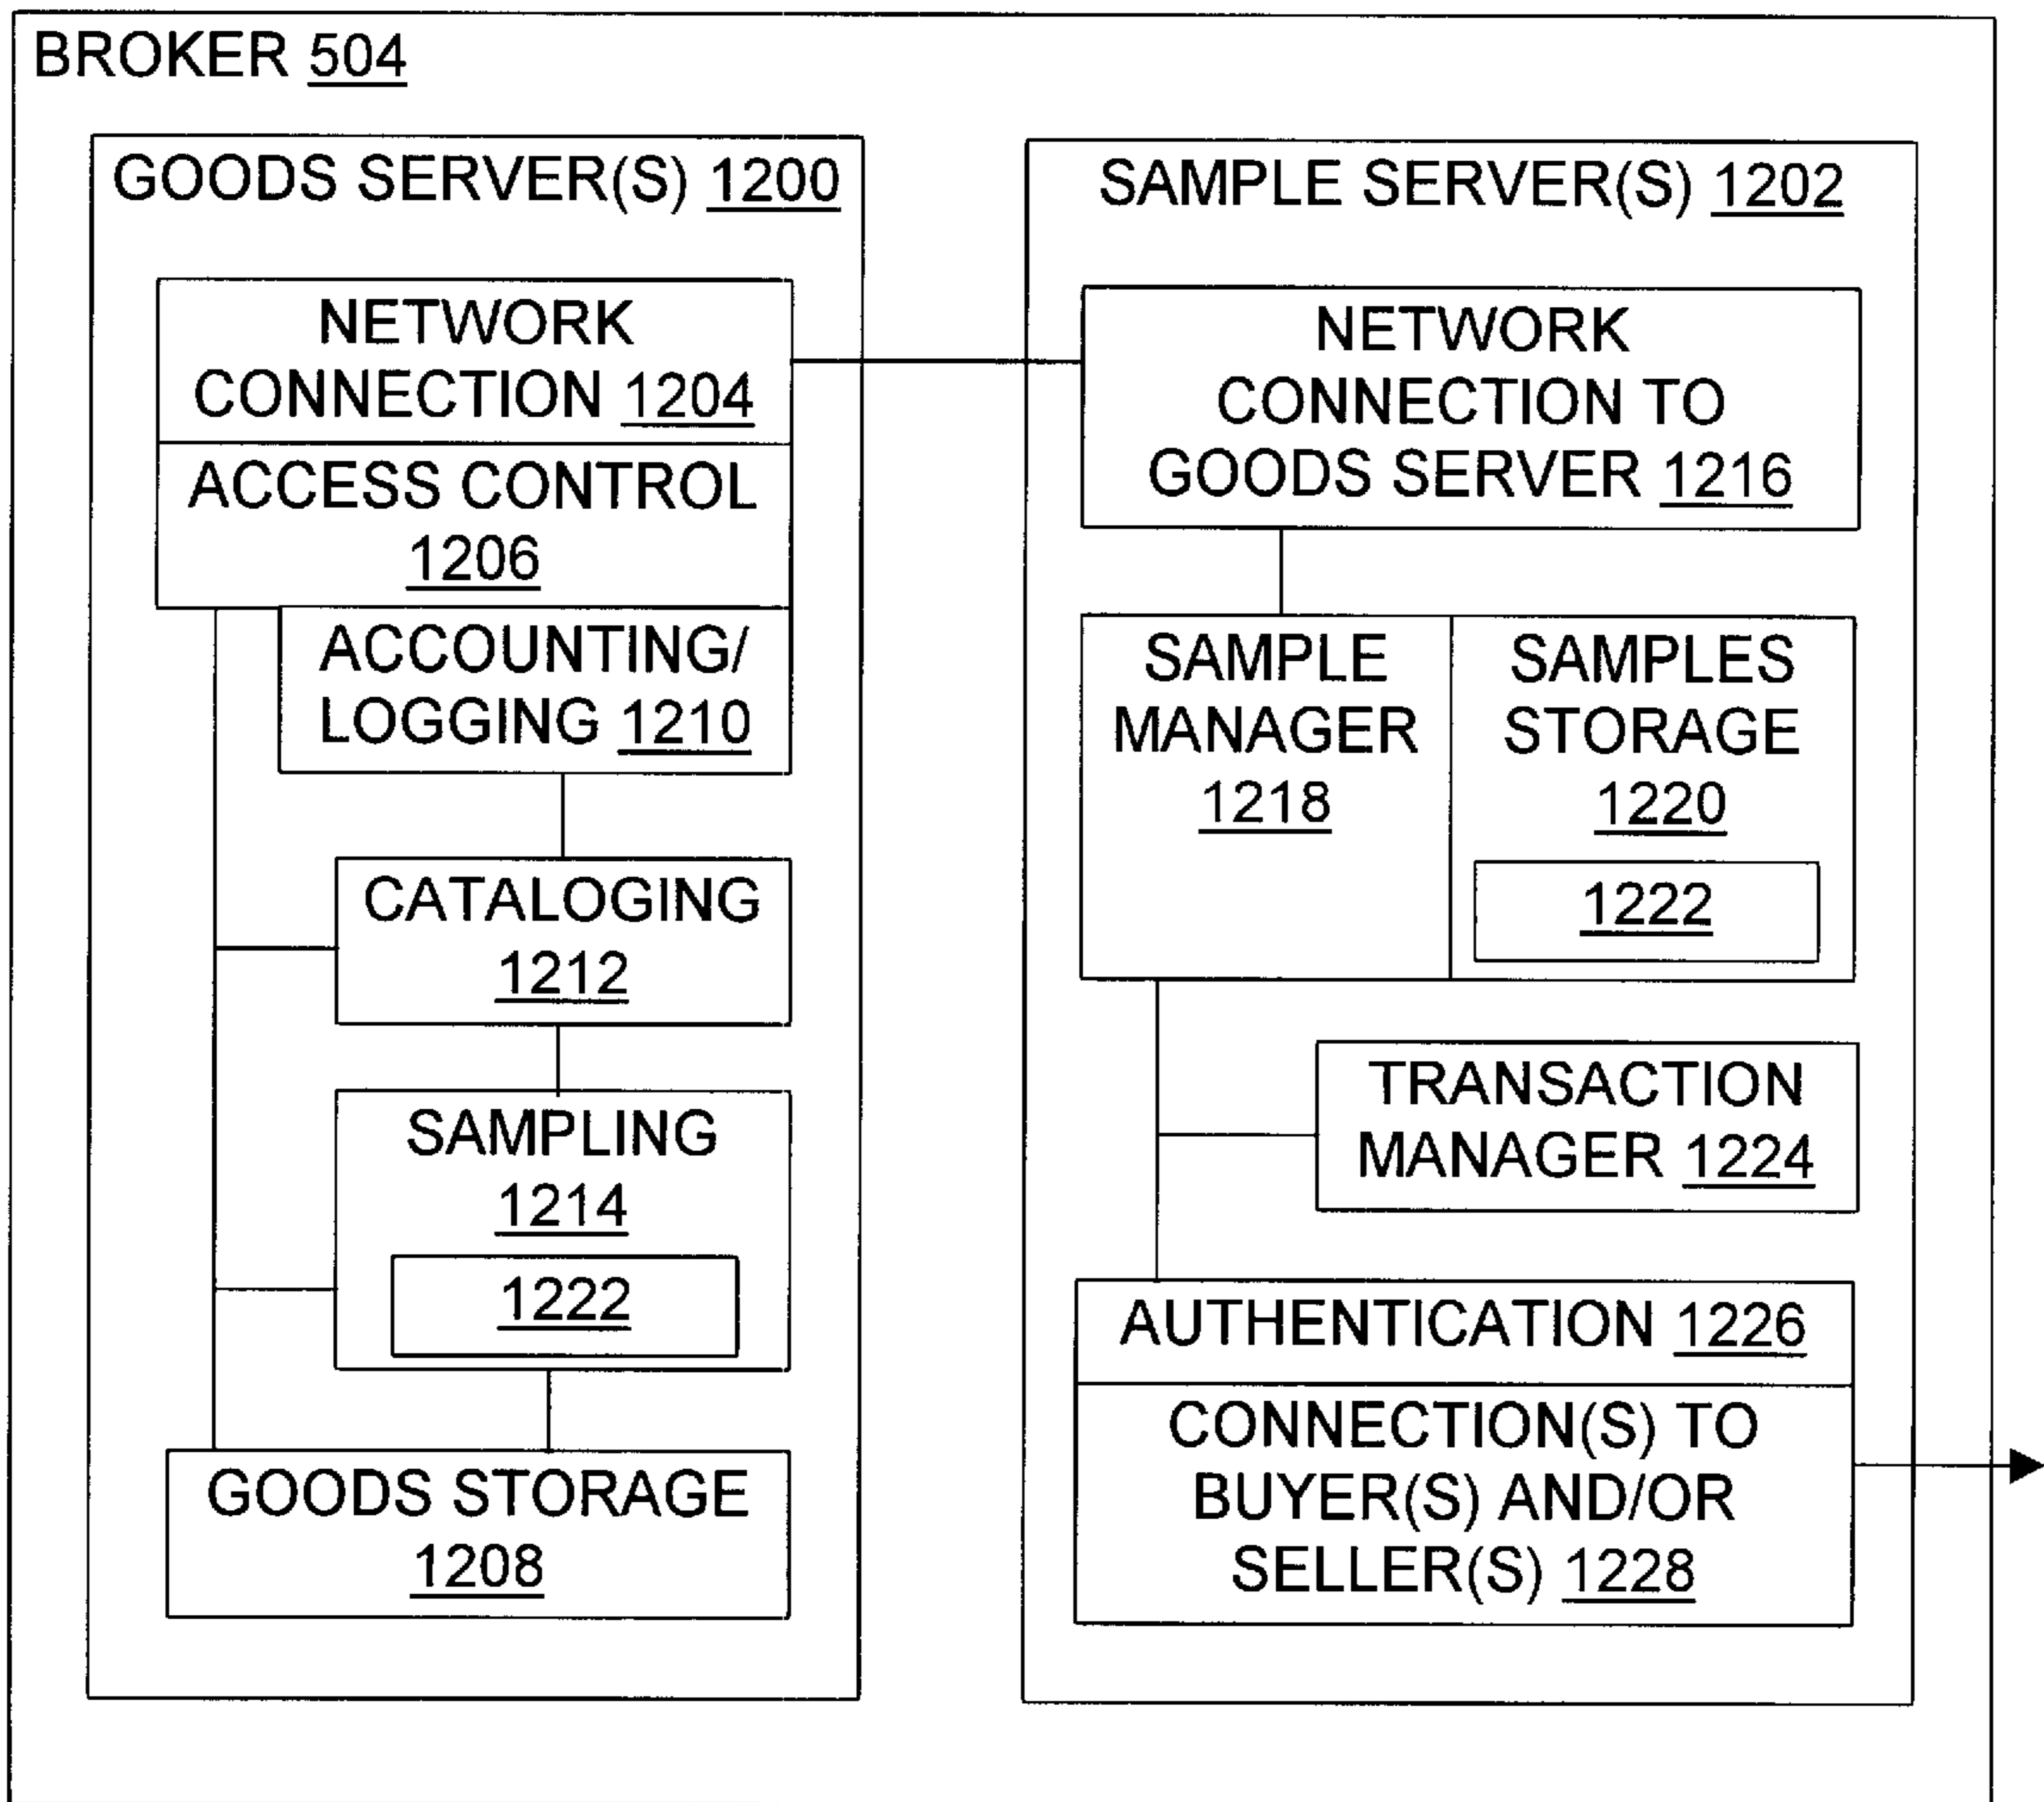 BROKER 504
GOODS SERVER(S) 1200
NETWORK
CONNECTION 1204
ACCESS CONTROL
1206
ACCOUNTING/
LOGGING 1210
CATALOGING
1212
SAMPLING
1214
1222
GOODS STORAGE
1208
SAMPLE SERVER(S) 1202
NETWORK
CONNECTION TO
GOODS SERVER 1216
SAMPLE
MANAGER
1218
SAMPLES
STORAGE
1220
1222
TRANSACTION
MANAGER 1224
AUTHENTICATION 1226
CONNECTION(S) TO
BUYER(S) AND/OR
SELLER(S) 1228